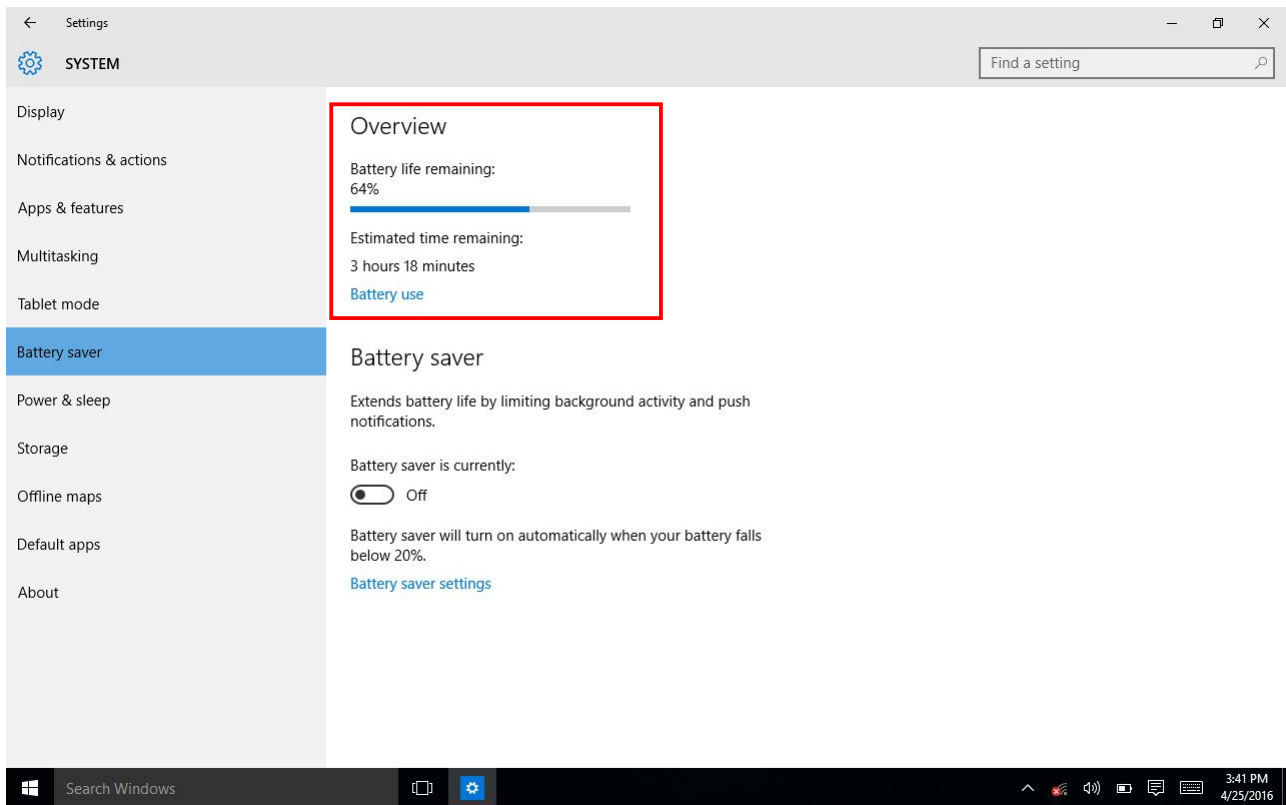 Settings
SYSTEM
Find a setting
Display
Notifications & actions
Apps & features
Multitasking
Tablet mode
Battery saver
Power & sleep
Storage
Offline maps
Default apps
About
Overview
Battery life remaining:
64%
Estimated time remaining:
3 hours 18 minutes
Battery use
Battery saver
Extends battery life by limiting background activity and push
notifications.
Battery saver is currently:
Off
Battery saver will turn on automatically when your battery falls
below 20%.
Battery saver settings
Search Windows
3:41 PM
4/25/2016